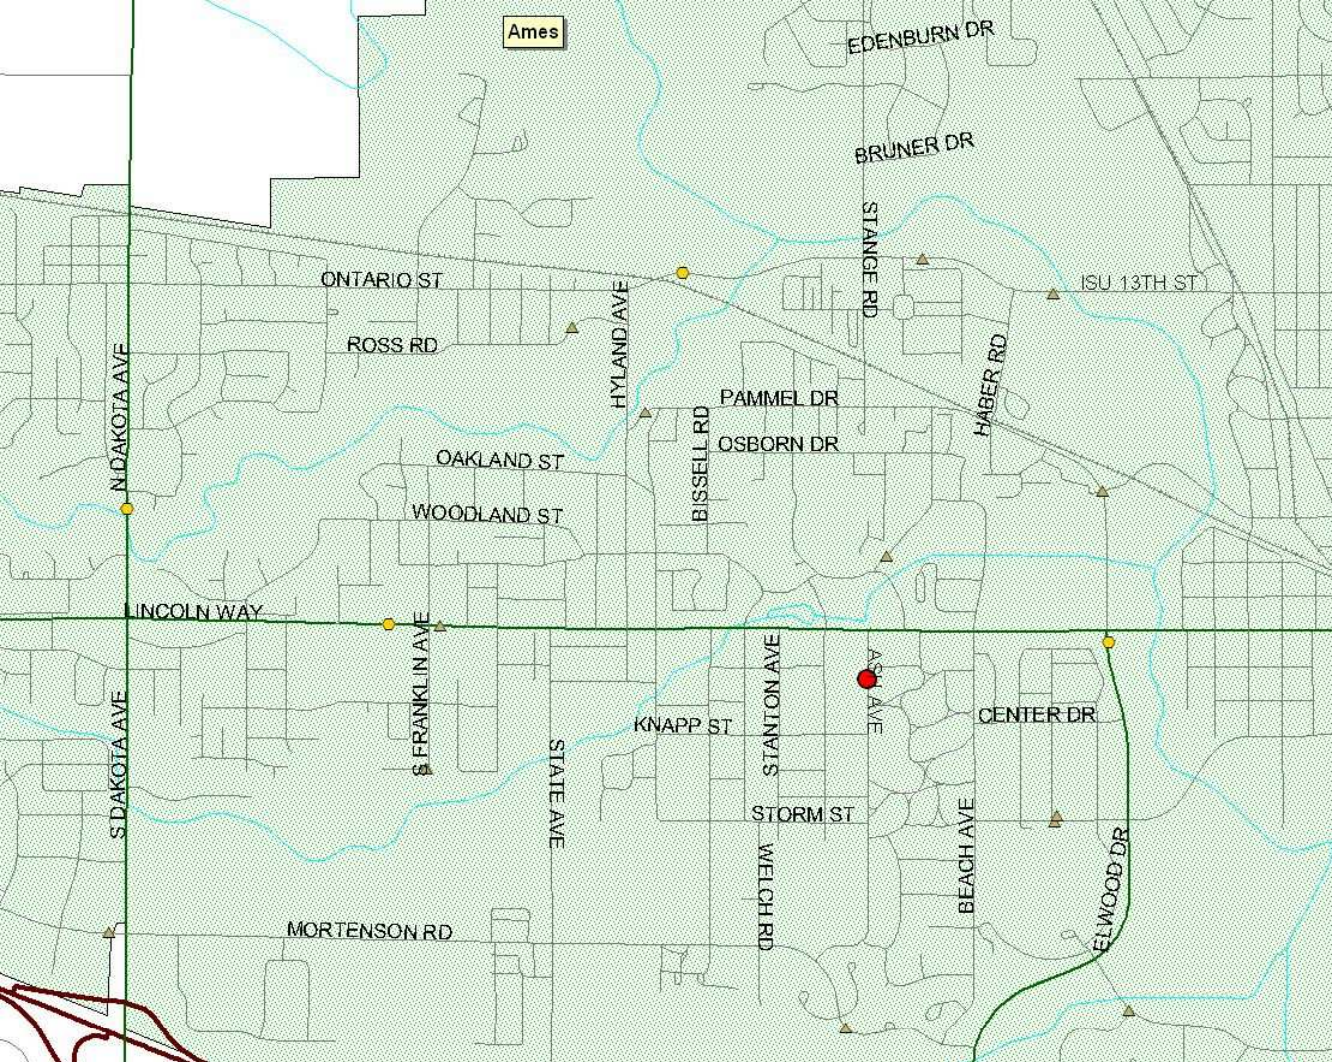 Ames
EDENBURN DR
BRUNER DR
STANGE RD
ONTARIO ST
ISU 13TH ST
HYLAND AVE
ROSS RD
HABER RD
N DAKOTA AVE
PAMMEL DR
BISSELL RD
OSBORN DR
OAKLAND ST
WOODLAND ST
LINCOLN WAY
S FRANKLIN AVE
STANTON AVE
ASH AVE
S DAKOTA AVE
KNAPP ST
CENTER DR
STATE AVE
STORM ST
BEACH AVE
WELCH RD
ELWOOD DR
MORTENSON RD